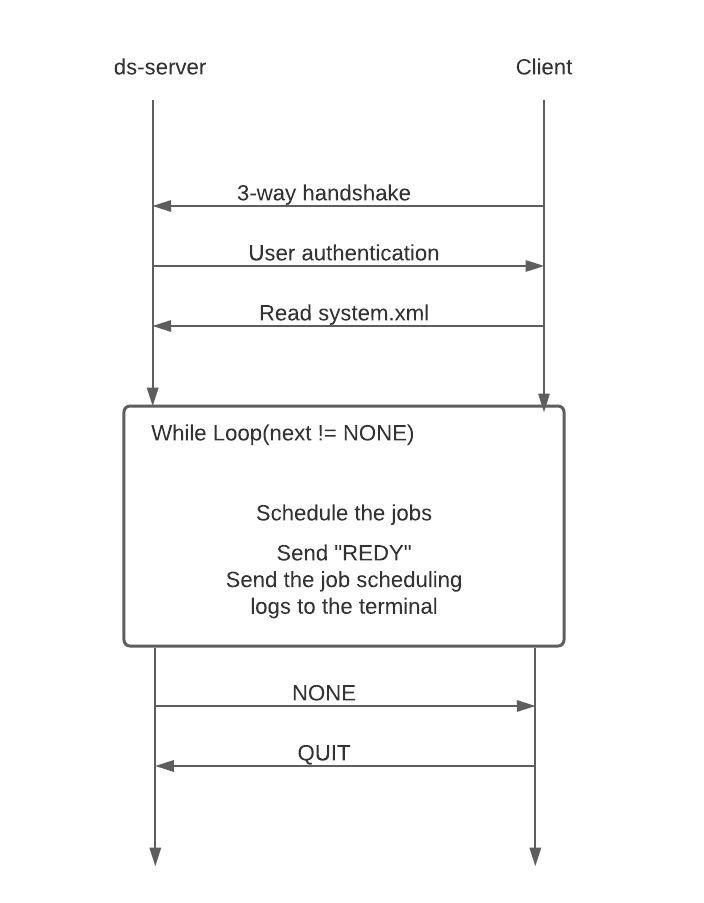 ds-server
Client
3-way handshake
User authentication
Read system.xml
While Loop(next != NONE)
Schedule the jobs
Send "REDY"
Send the job scheduling
logs to the terminal
NONE
QUIT